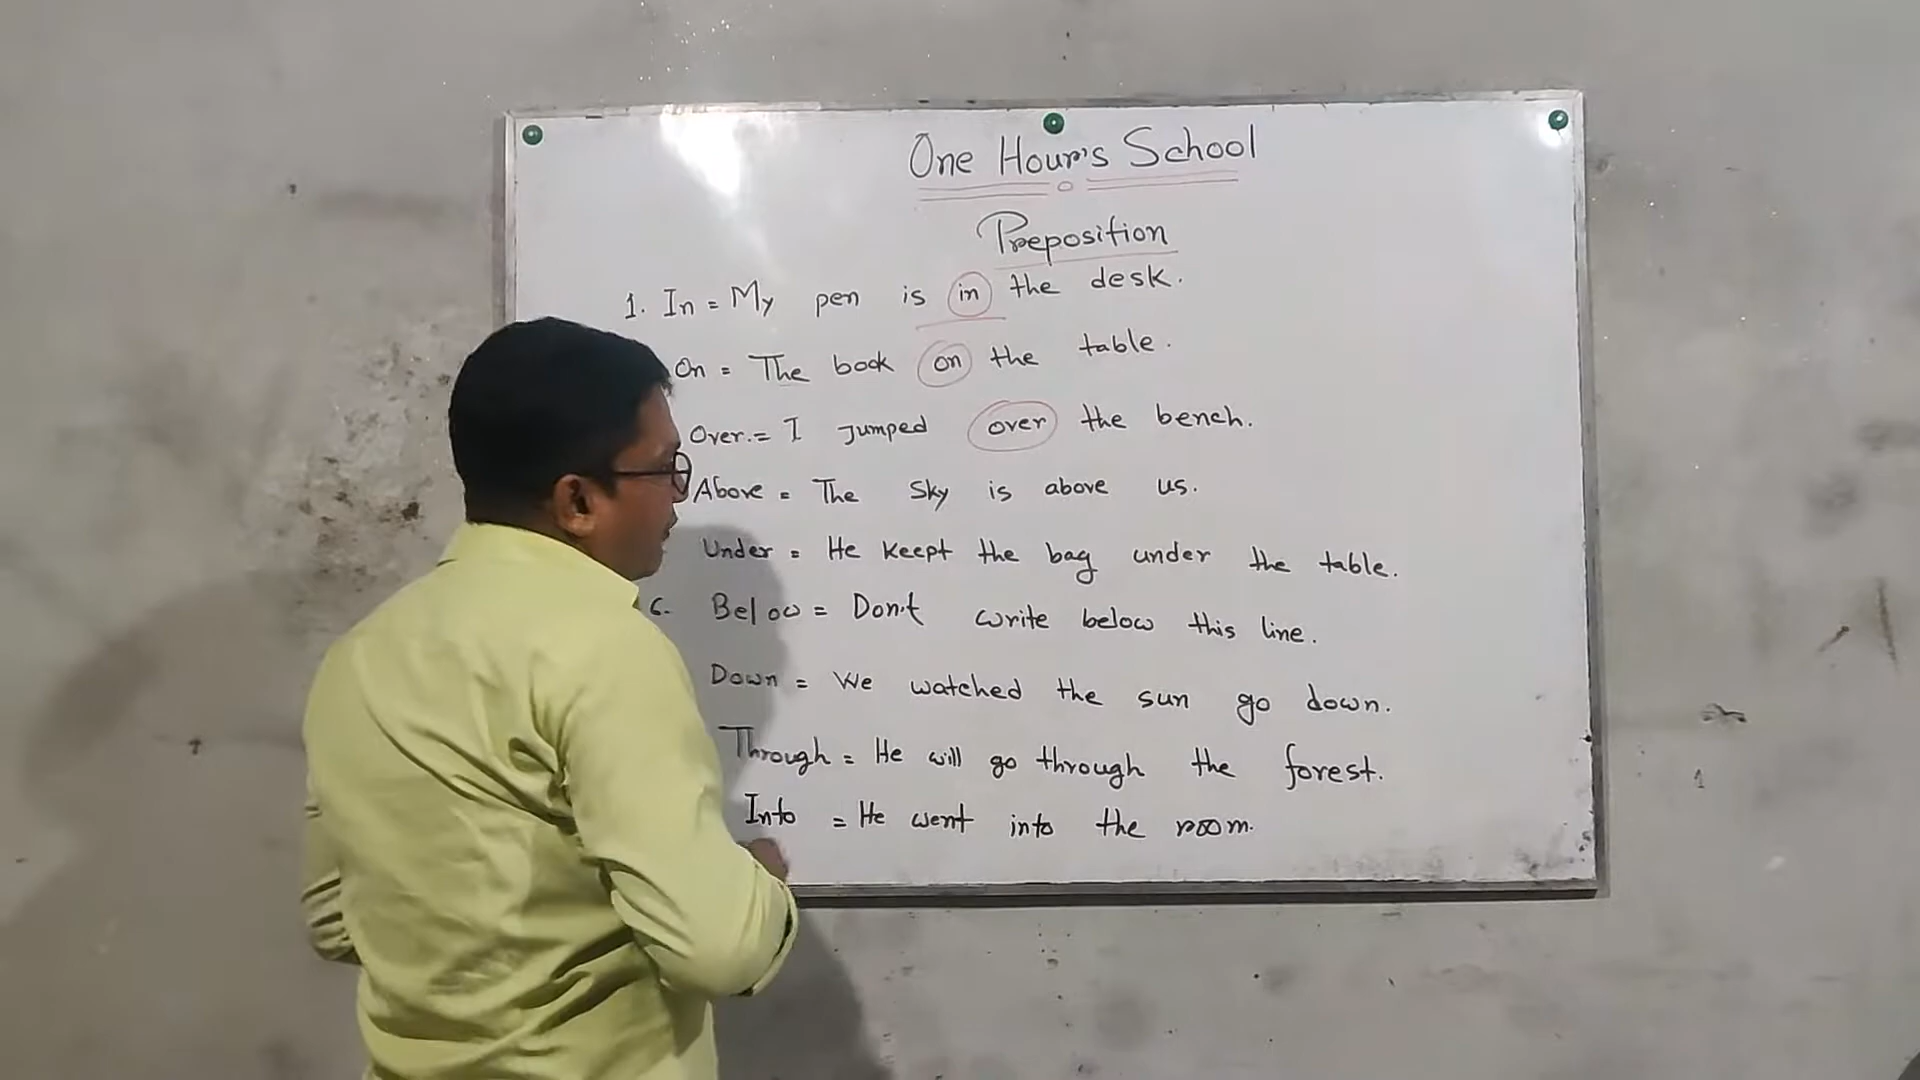 One Hour's School
Preposition
1. In = My pen is in the desk.
On = The book on the table.
Over. = I Jumped over the bench.
Above = The Sky is above us.
Under = He keept the bag under the table.
6. Below = Don't write below this line.
Down = We watched the sun go down.
Through = He will go through the forest.
Into = He went into the room.